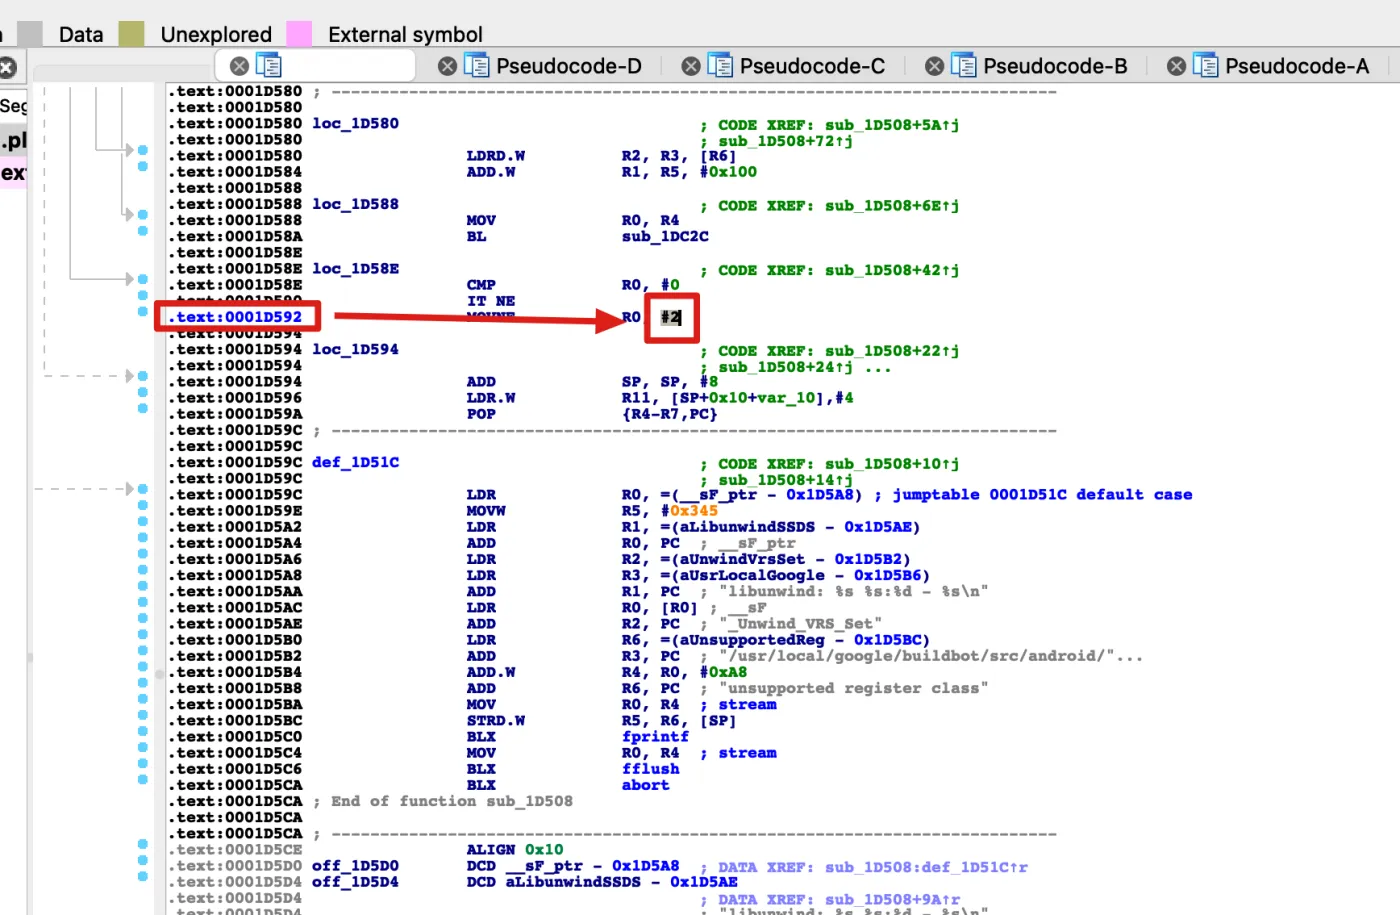 Data Unexplored External symbol
Pseudocode-D Pseudocode-C Pseudocode-B Pseudocode-A
Seg
.pl
ex
.text:0001D580 ; ------------------------------------------------------------------------------
.text:0001D580
.text:0001D580 loc_1D580 ; CODE XREF: sub_1D508+5A↑j
.text:0001D580 ; sub_1D508+72↑j
.text:0001D580 LDRD.W R2, R3, [R6]
.text:0001D584 ADD.W R1, R5, #0x100
.text:0001D588
.text:0001D588 loc_1D588 ; CODE XREF: sub_1D508+6E↑j
.text:0001D588 MOV R0, R4
.text:0001D58A BL sub_1DC2C
.text:0001D58E
.text:0001D58E loc_1D58E ; CODE XREF: sub_1D508+42↑j
.text:0001D58E CMP R0, #0
.text:0001D590 IT NE
.text:0001D592 MOVNE R0, #2
.text:0001D594
.text:0001D594 loc_1D594 ; CODE XREF: sub_1D508+22↑j
.text:0001D594 ; sub_1D508+24↑j ...
.text:0001D594 ADD SP, SP, #8
.text:0001D596 LDR.W R11, [SP+0x10+var_10],#4
.text:0001D59A POP {R4-R7,PC}
.text:0001D59C ; ------------------------------------------------------------------------------
.text:0001D59C
.text:0001D59C def_1D51C ; CODE XREF: sub_1D508+10↑j
.text:0001D59C ; sub_1D508+14↑j
.text:0001D59C LDR R0, =(__sF_ptr - 0x1D5A8) ; jumptable 0001D51C default case
.text:0001D59E MOVW R5, #0x345
.text:0001D5A2 LDR R1, =(aLibunwindSSDS - 0x1D5AE)
.text:0001D5A4 ADD R0, PC ; __sF_ptr
.text:0001D5A6 LDR R2, =(aUnwindVrsSet - 0x1D5B2)
.text:0001D5A8 LDR R3, =(aUsrLocalGoogle - 0x1D5B6)
.text:0001D5AA ADD R1, PC ; "libunwind: %s %s:%d - %s\n"
.text:0001D5AC LDR R0, [R0] ; __sF
.text:0001D5AE ADD R2, PC ; "_Unwind_VRS_Set"
.text:0001D5B0 LDR R6, =(aUnsupportedReg - 0x1D5BC)
.text:0001D5B2 ADD R3, PC ; "/usr/local/google/buildbot/src/android/"...
.text:0001D5B4 ADD.W R4, R0, #0xA8
.text:0001D5B8 ADD R6, PC ; "unsupported register class"
.text:0001D5BA MOV R0, R4 ; stream
.text:0001D5BC STRD.W R5, R6, [SP]
.text:0001D5C0 BLX fprintf
.text:0001D5C4 MOV R0, R4 ; stream
.text:0001D5C6 BLX fflush
.text:0001D5CA BLX abort
.text:0001D5CA ; End of function sub_1D508
.text:0001D5CA
.text:0001D5CA ; ------------------------------------------------------------------------------
.text:0001D5CE ALIGN 0x10
.text:0001D5D0 off_1D5D0 DCD __sF_ptr - 0x1D5A8 ; DATA XREF: sub_1D508:def_1D51C↑r
.text:0001D5D4 off_1D5D4 DCD aLibunwindSSDS - 0x1D5AE
.text:0001D5D4 ; DATA XREF: sub_1D508+9A↑r
.text:0001D5D4 ; "libunwind: %s